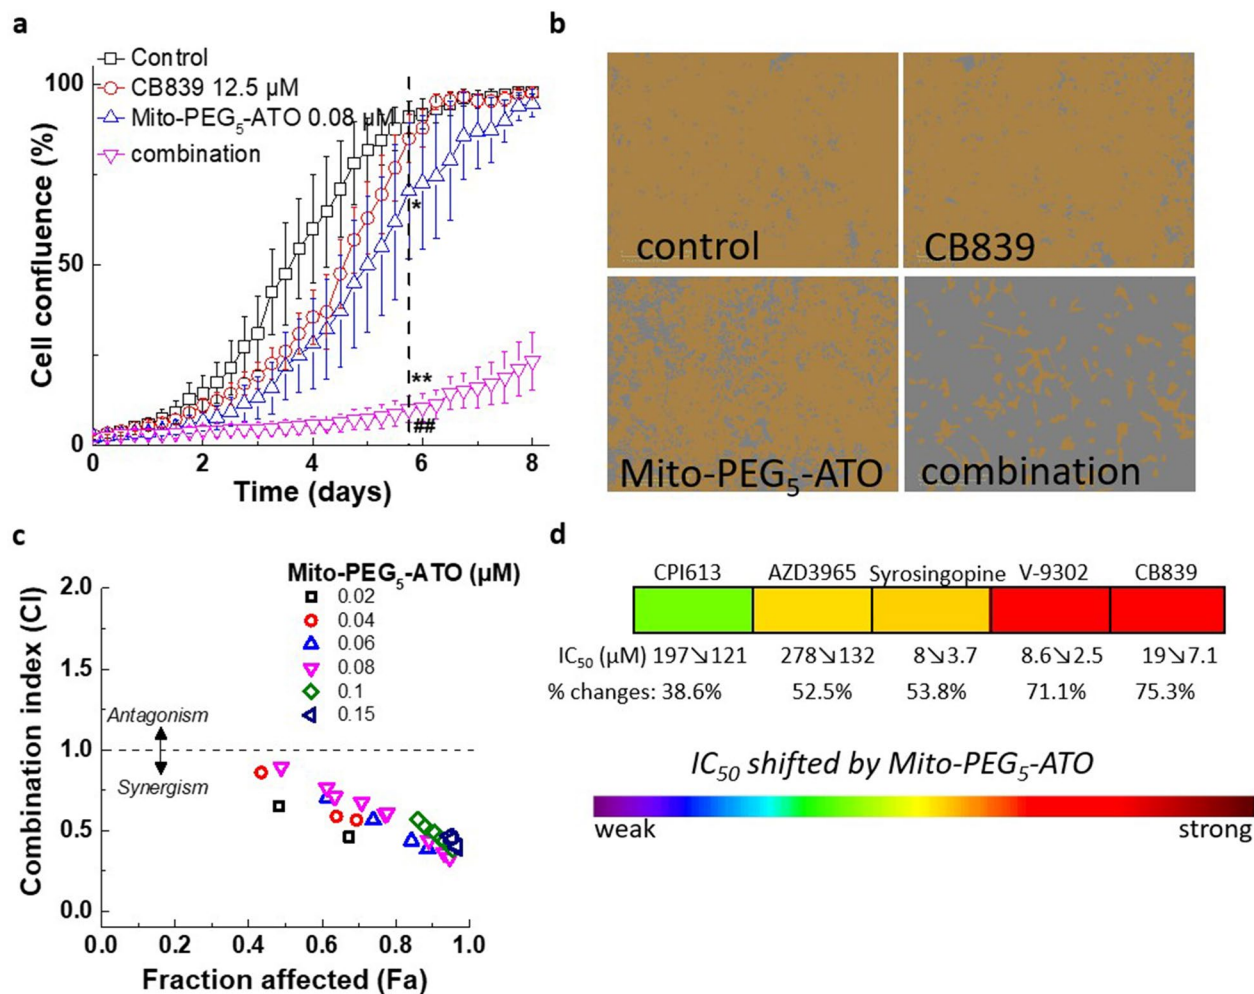 a
Control
CB839 12.5 μM
Mito-PEG₅-ATO 0.08 μM
combination
100
50
0
Cell confluence (%)
*
**
##
0 2 4 6 8
Time (days)
b
control
CB839
Mito-PEG₅-ATO
combination
c
Mito-PEG₅-ATO (μM)
0.02
0.04
0.06
0.08
0.1
0.15
2.0
1.5
1.0
0.5
0.0
Combination index (CI)
Antagonism
Synergism
0.0 0.2 0.4 0.6 0.8 1.0
Fraction affected (Fa)
d
CPI613 AZD3965 Syrosingopine V-9302 CB839
IC₅₀ (μM) 197↘121 278↘132 8↘3.7 8.6↘2.5 19↘7.1
% changes: 38.6% 52.5% 53.8% 71.1% 75.3%
IC₅₀ shifted by Mito-PEG₅-ATO
weak strong